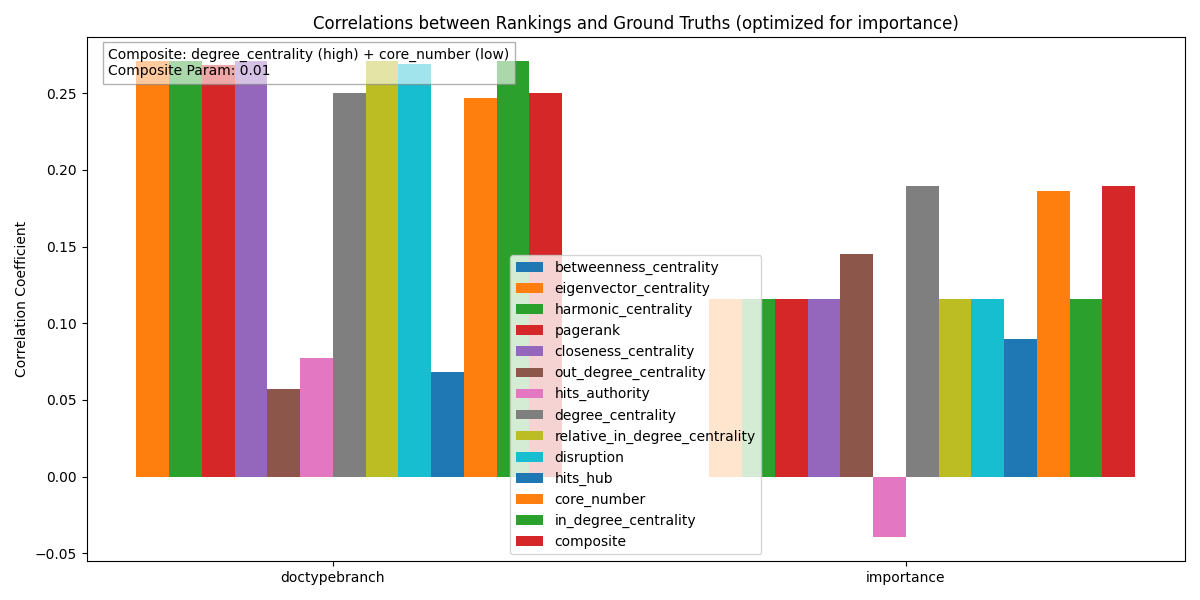 Correlations between Rankings and Ground Truths (optimized for importance)
Composite: degree_centrality (high) + core_number (low)
Composite Param: 0.01
Correlation Coefficient
0.25
0.20
0.15
0.10
0.05
0.00
−0.05
betweenness_centrality
eigenvector_centrality
harmonic_centrality
pagerank
closeness_centrality
out_degree_centrality
hits_authority
degree_centrality
relative_in_degree_centrality
disruption
hits_hub
core_number
in_degree_centrality
composite
doctypebranch
importance